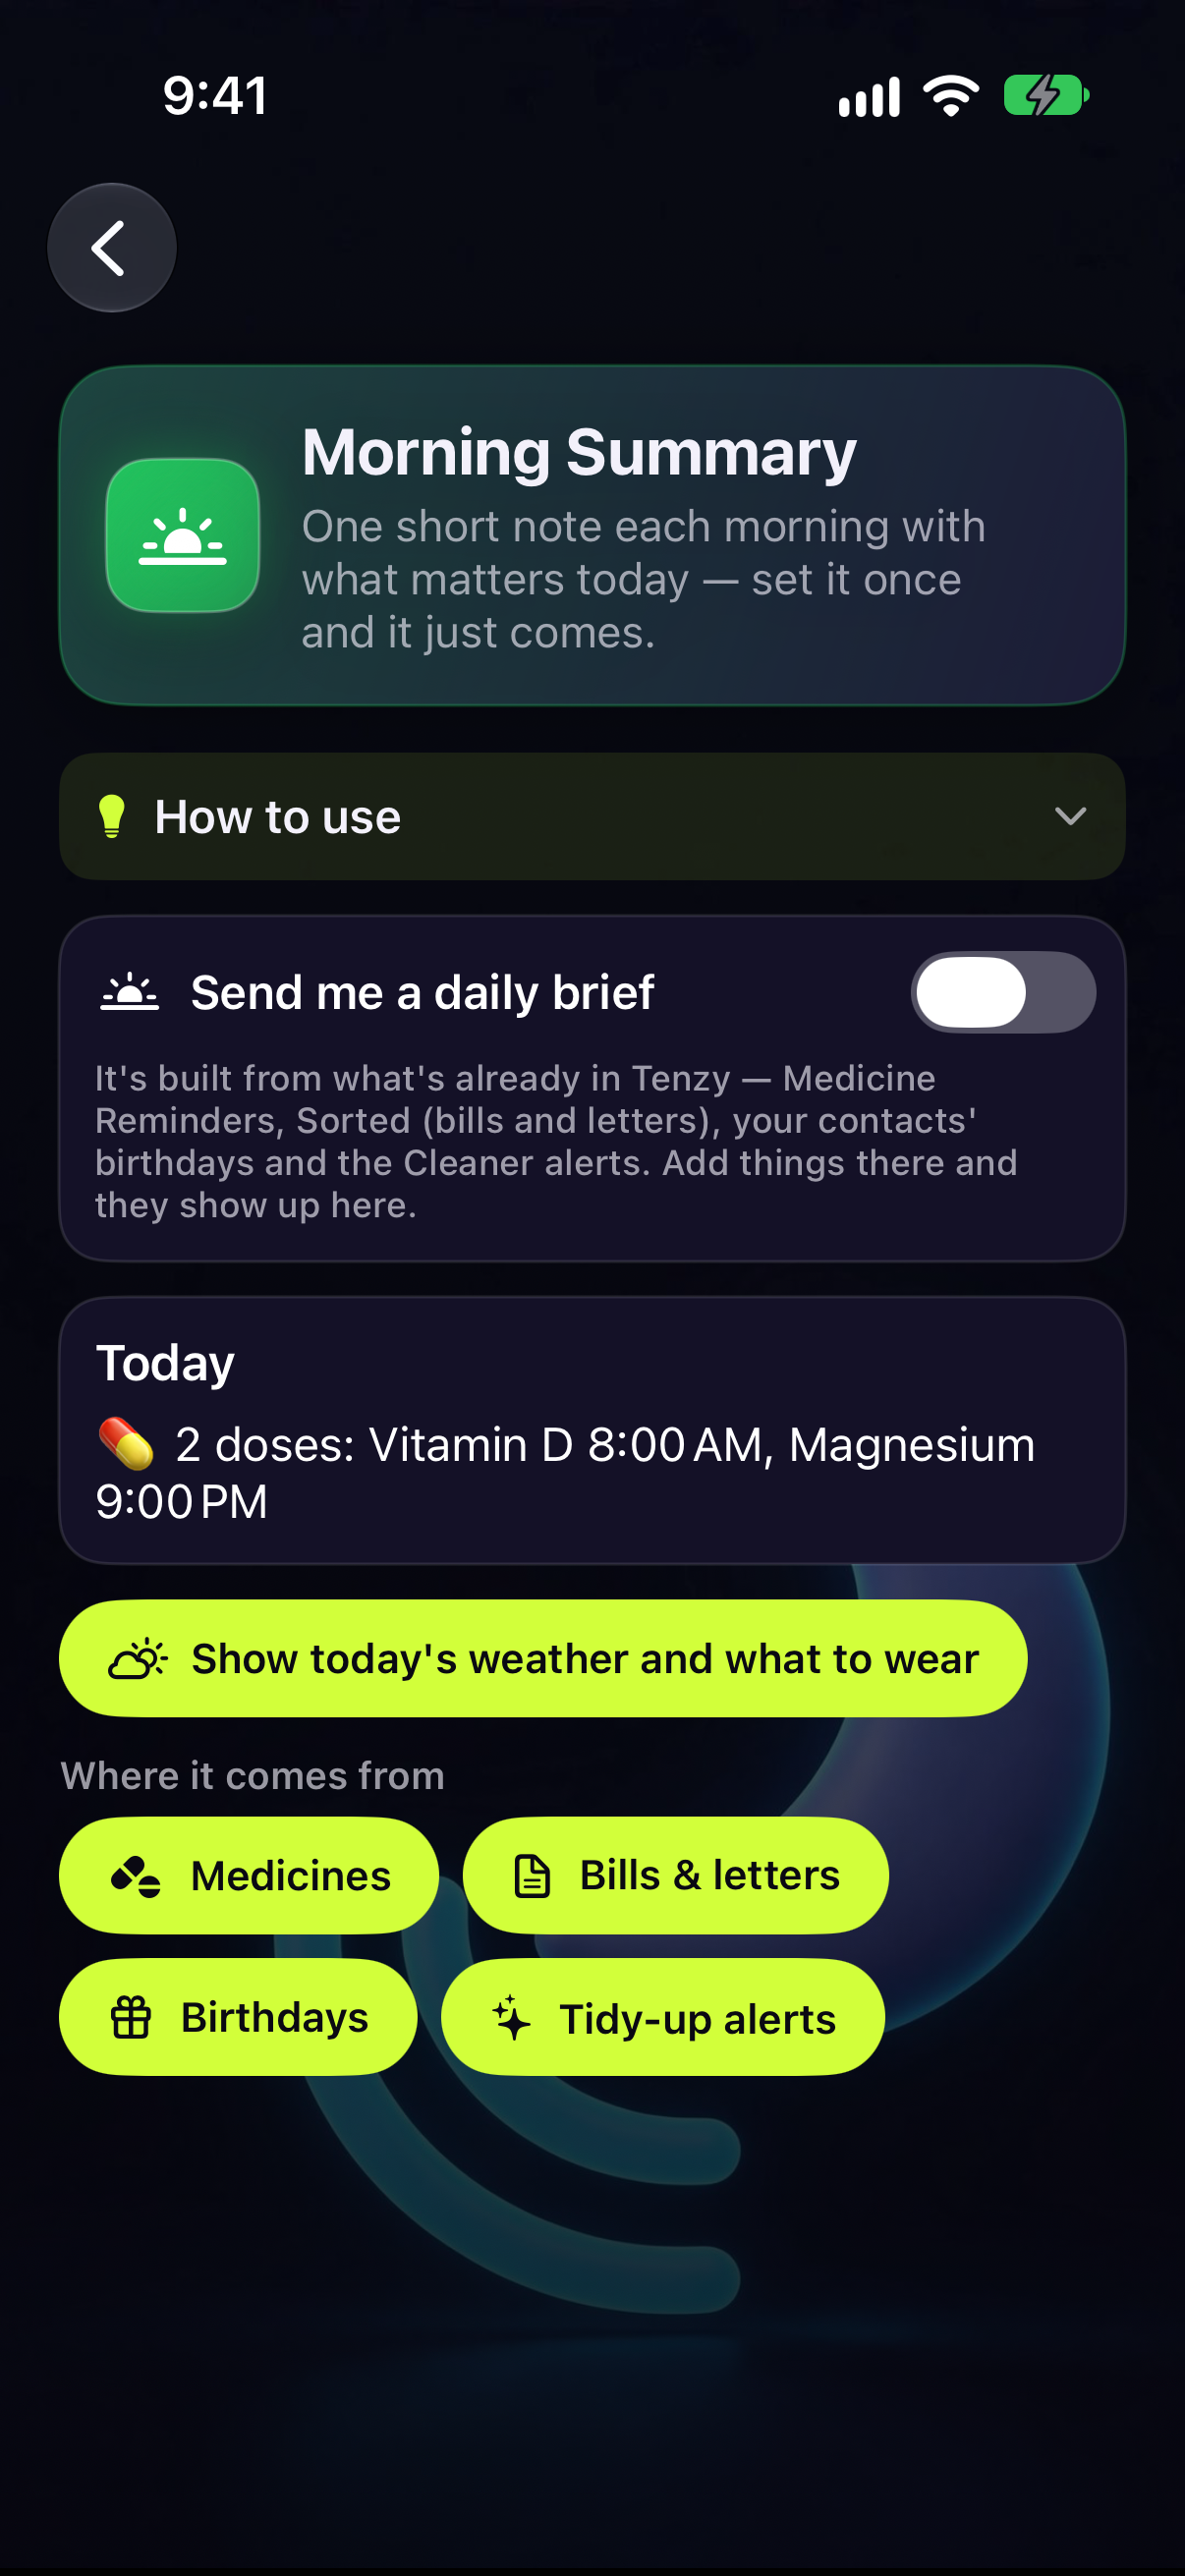 9:41
Morning Summary
One short note each morning with
what matters today — set it once
and it just comes.
How to use
Send me a daily brief
It's built from what's already in Tenzy — Medicine
Reminders, Sorted (bills and letters), your contacts'
birthdays and the Cleaner alerts. Add things there and
they show up here.
Today
2 doses: Vitamin D 8:00 AM, Magnesium
9:00 PM
Show today's weather and what to wear
Where it comes from
Medicines
Bills & letters
Birthdays
Tidy-up alerts